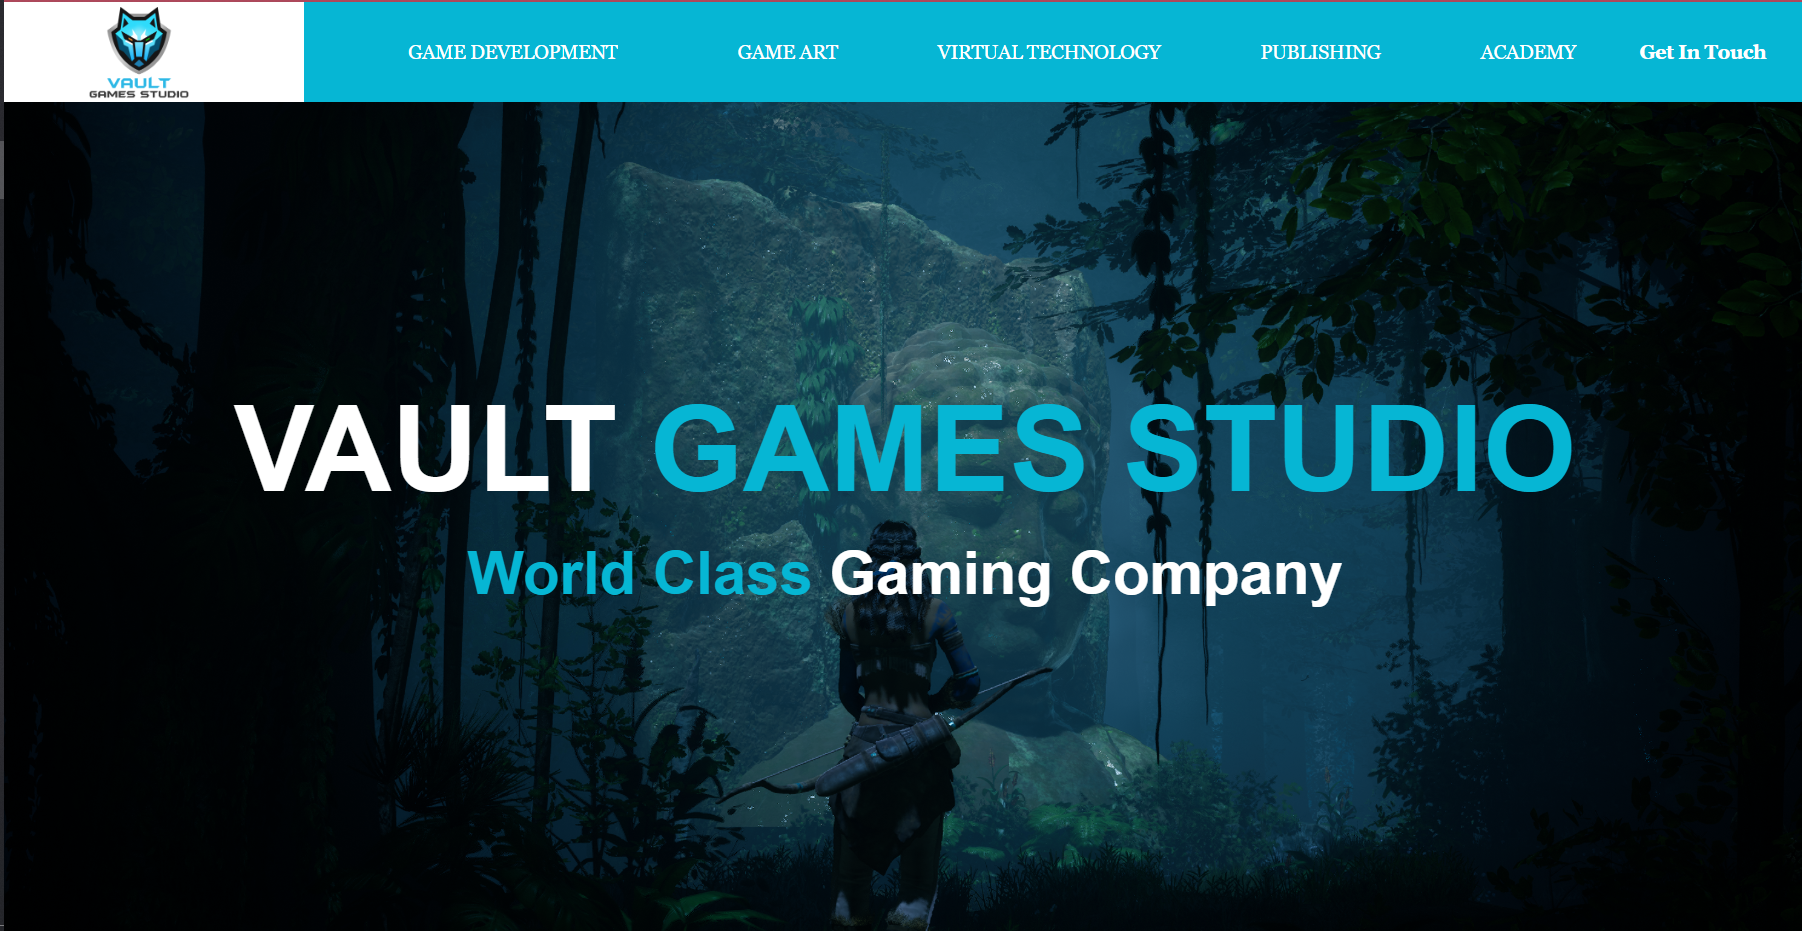 VAULT
GAMES STUDIO
GAME DEVELOPMENT GAME ART VIRTUAL TECHNOLOGY PUBLISHING ACADEMY Get In Touch
VAULT GAMES STUDIO
World Class Gaming Company